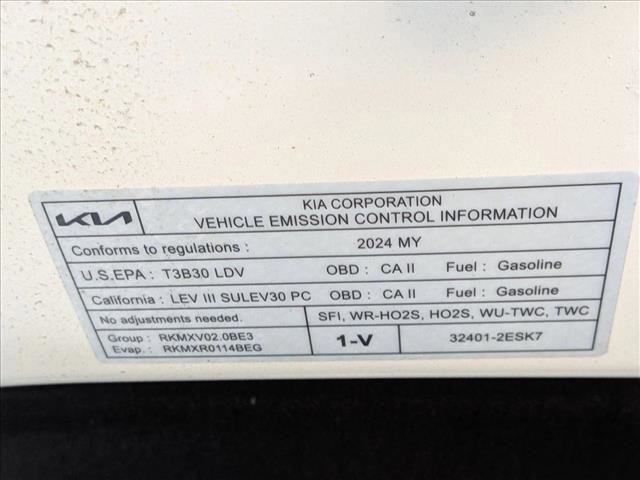 KIA
KIA CORPORATION
VEHICLE EMISSION CONTROL INFORMATION
Conforms to regulations : 2024 MY
U.S.EPA : T3B30 LDV OBD : CA II Fuel : Gasoline
California : LEV III SULEV30 PC OBD : CA II Fuel : Gasoline
No adjustments needed. SFI, WR-HO2S, HO2S, WU-TWC, TWC
Group : RKMXV02.0BE3
Evap. : RKMXR0114BEG
1-V 32401-2ESK7